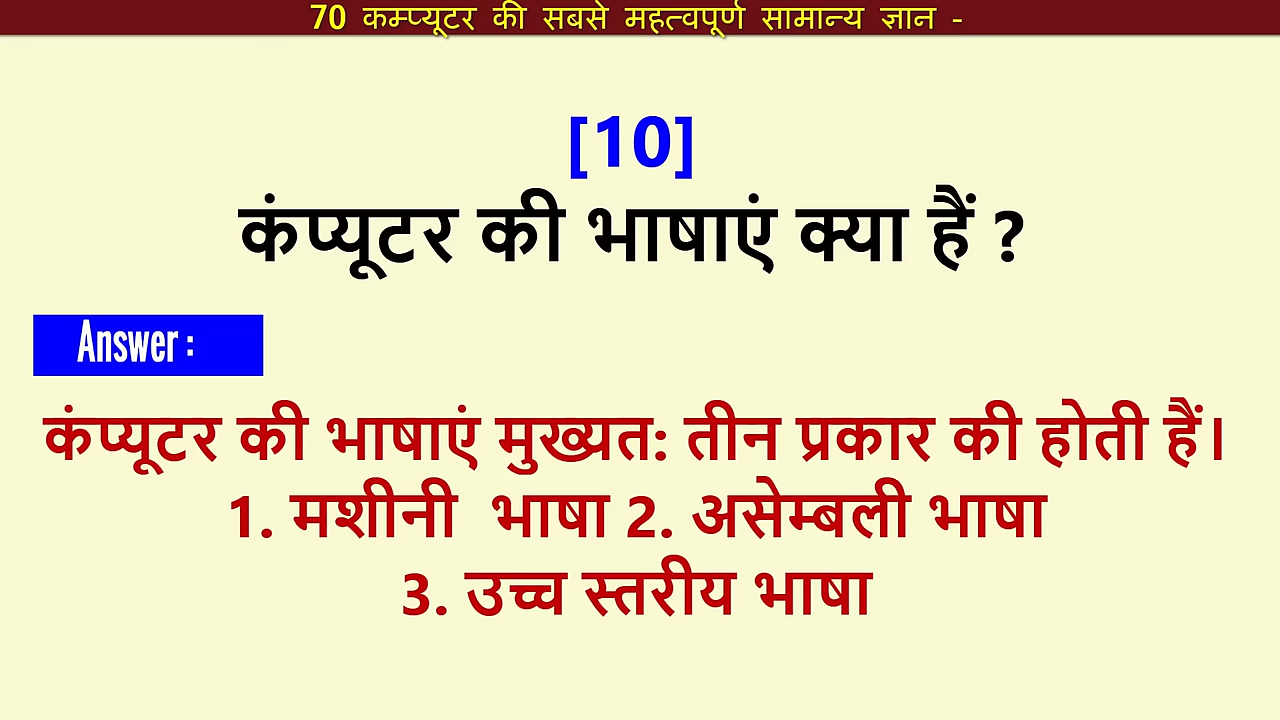 70 कम्प्यूटर की सबसे महत्वपूर्ण सामान्य ज्ञान -
[10]
कंप्यूटर की भाषाएं क्या हैं ?
Answer :
कंप्यूटर की भाषाएं मुख्यत: तीन प्रकार की होती हैं।
1. मशीनी भाषा 2. असेम्बली भाषा
3. उच्च स्तरीय भाषा